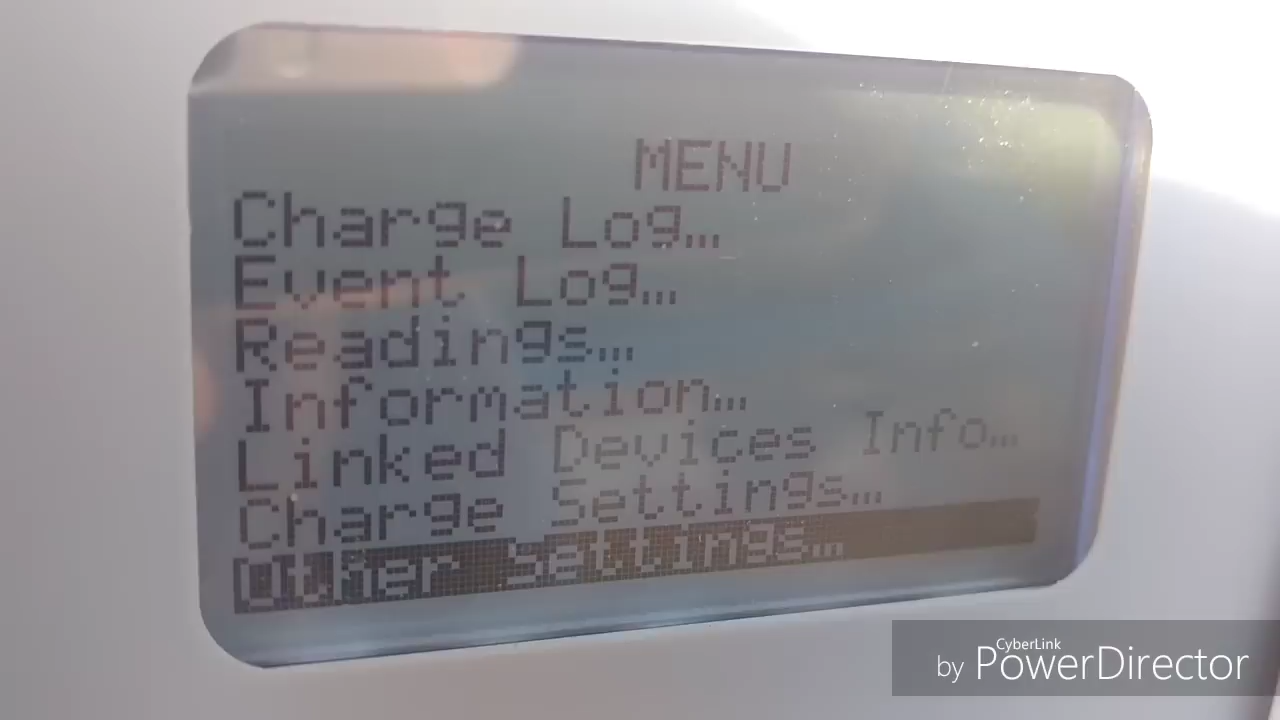 MENU
Charge Log…
Event Log…
Readings…
Information…
Linked Devices Info…
Charge Settings…
Other Settings…
CyberLink
by PowerDirector